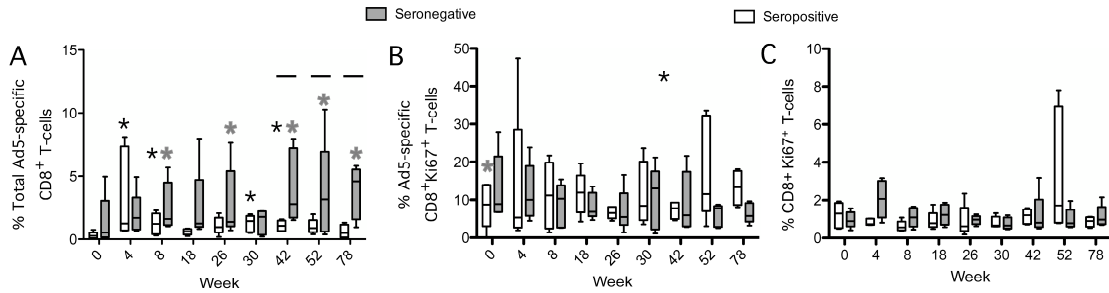 Seronegative
Seropositive
A
% Total Ad5-specific
CD8+ T-cells
15
10
5
0
0 4 8 18 26 30 42 52 78
Week
* * * * * * * * *
B
% Ad5-specific
CD8+Ki67+ T-cells
50
40
30
20
10
0
0 4 8 18 26 30 42 52 78
Week
* *
C
% CD8+ Ki67+ T-cells
10
8
6
4
2
0
0 4 8 18 26 30 42 52 78
Week